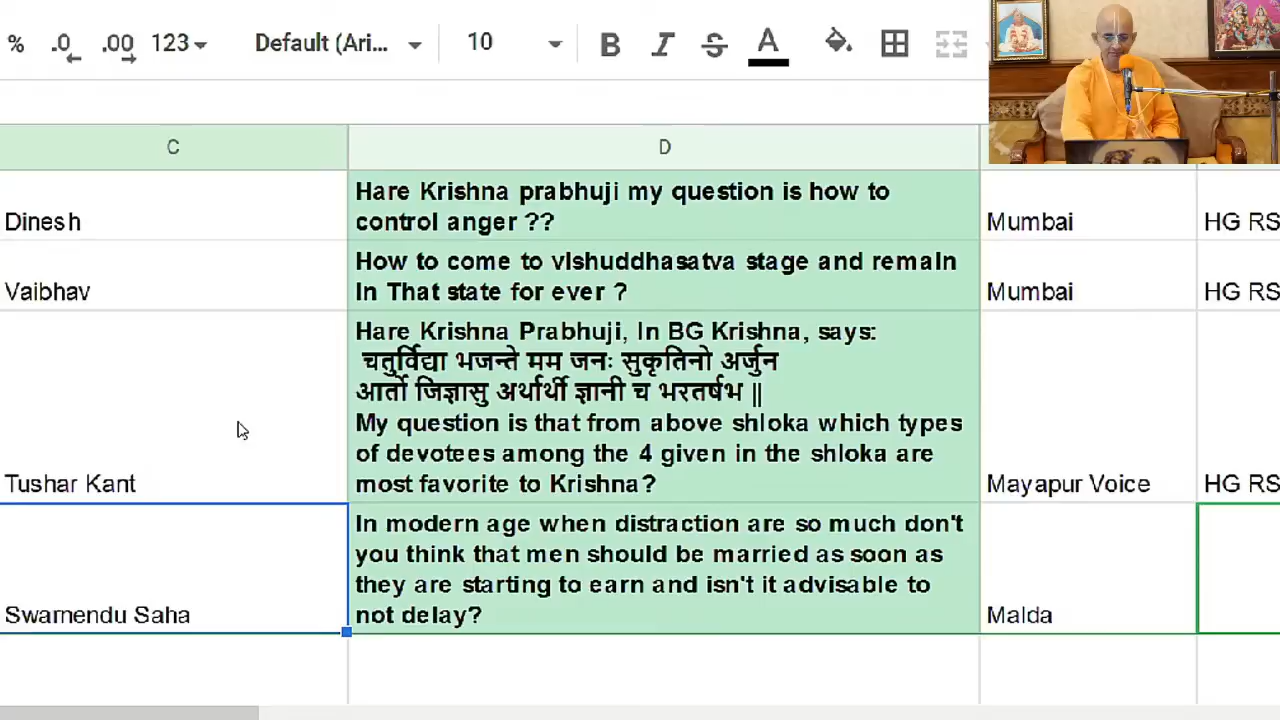 % .0 .00 123 Default (Ari... 10 B I S A
C D
Dinesh
Hare Krishna prabhuji my question is how to
control anger ??
Mumbai
HG RS
Vaibhav
How to come to vishuddhasatva stage and remain
In That state for ever ?
Mumbai
HG RS
Tushar Kant
Hare Krishna Prabhuji, In BG Krishna, says:
चतुर्विद्या भजन्ते मम जनः सुकृतिनो अर्जुन
आर्तो जिज्ञासु अर्थार्थी ज्ञानी च भरतर्षभ ||
My question is that from above shloka which types
of devotees among the 4 given in the shloka are
most favorite to Krishna?
Mayapur Voice
HG RS
Swarnendu Saha
In modern age when distraction are so much don't
you think that men should be married as soon as
they are starting to earn and isn't it advisable to
not delay?
Malda